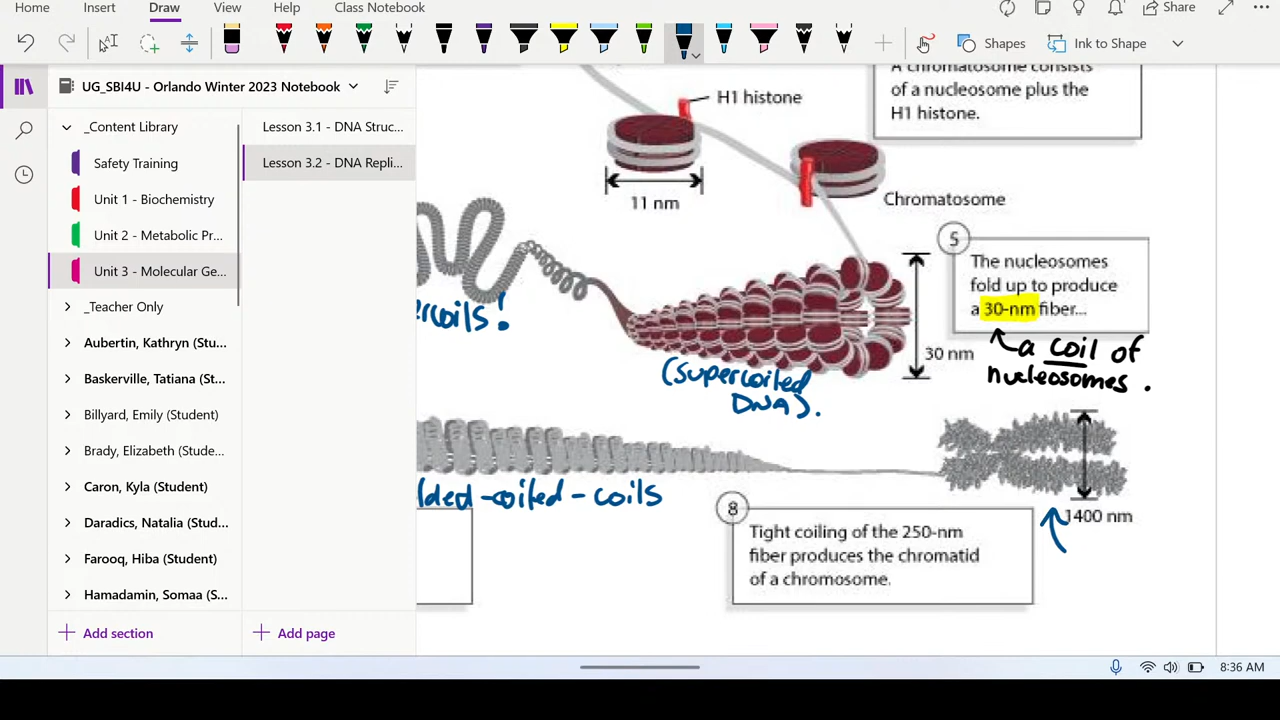 Home Insert Draw View Help Class Notebook
Share
Shapes
Ink to Shape
UG_SBI4U - Orlando Winter 2023 Notebook
_Content Library
Safety Training
Unit 1 - Biochemistry
Unit 2 - Metabolic Pr...
Unit 3 - Molecular Ge...
_Teacher Only
Aubertin, Kathryn (Stu...
Baskerville, Tatiana (St...
Billyard, Emily (Student)
Brady, Elizabeth (Stude...
Caron, Kyla (Student)
Daradics, Natalia (Stud...
Farooq, Hiba (Student)
Hamadamin, Somaa (S...
Add section
Lesson 3.1 - DNA Struc...
Lesson 3.2 - DNA Repli...
Add page
A chromatosome consists
of a nucleosome plus the
H1 histone.
H1 histone
11 nm
Chromatosome
5
The nucleosomes
fold up to produce
a 30-nm fiber...
30 nm
a coil of
nucleosomes.
ercoils!
(supercoiled
DNA).
lded-coiled-coils
8
Tight coiling of the 250-nm
fiber produces the chromatid
of a chromosome.
1400 nm
8:36 AM